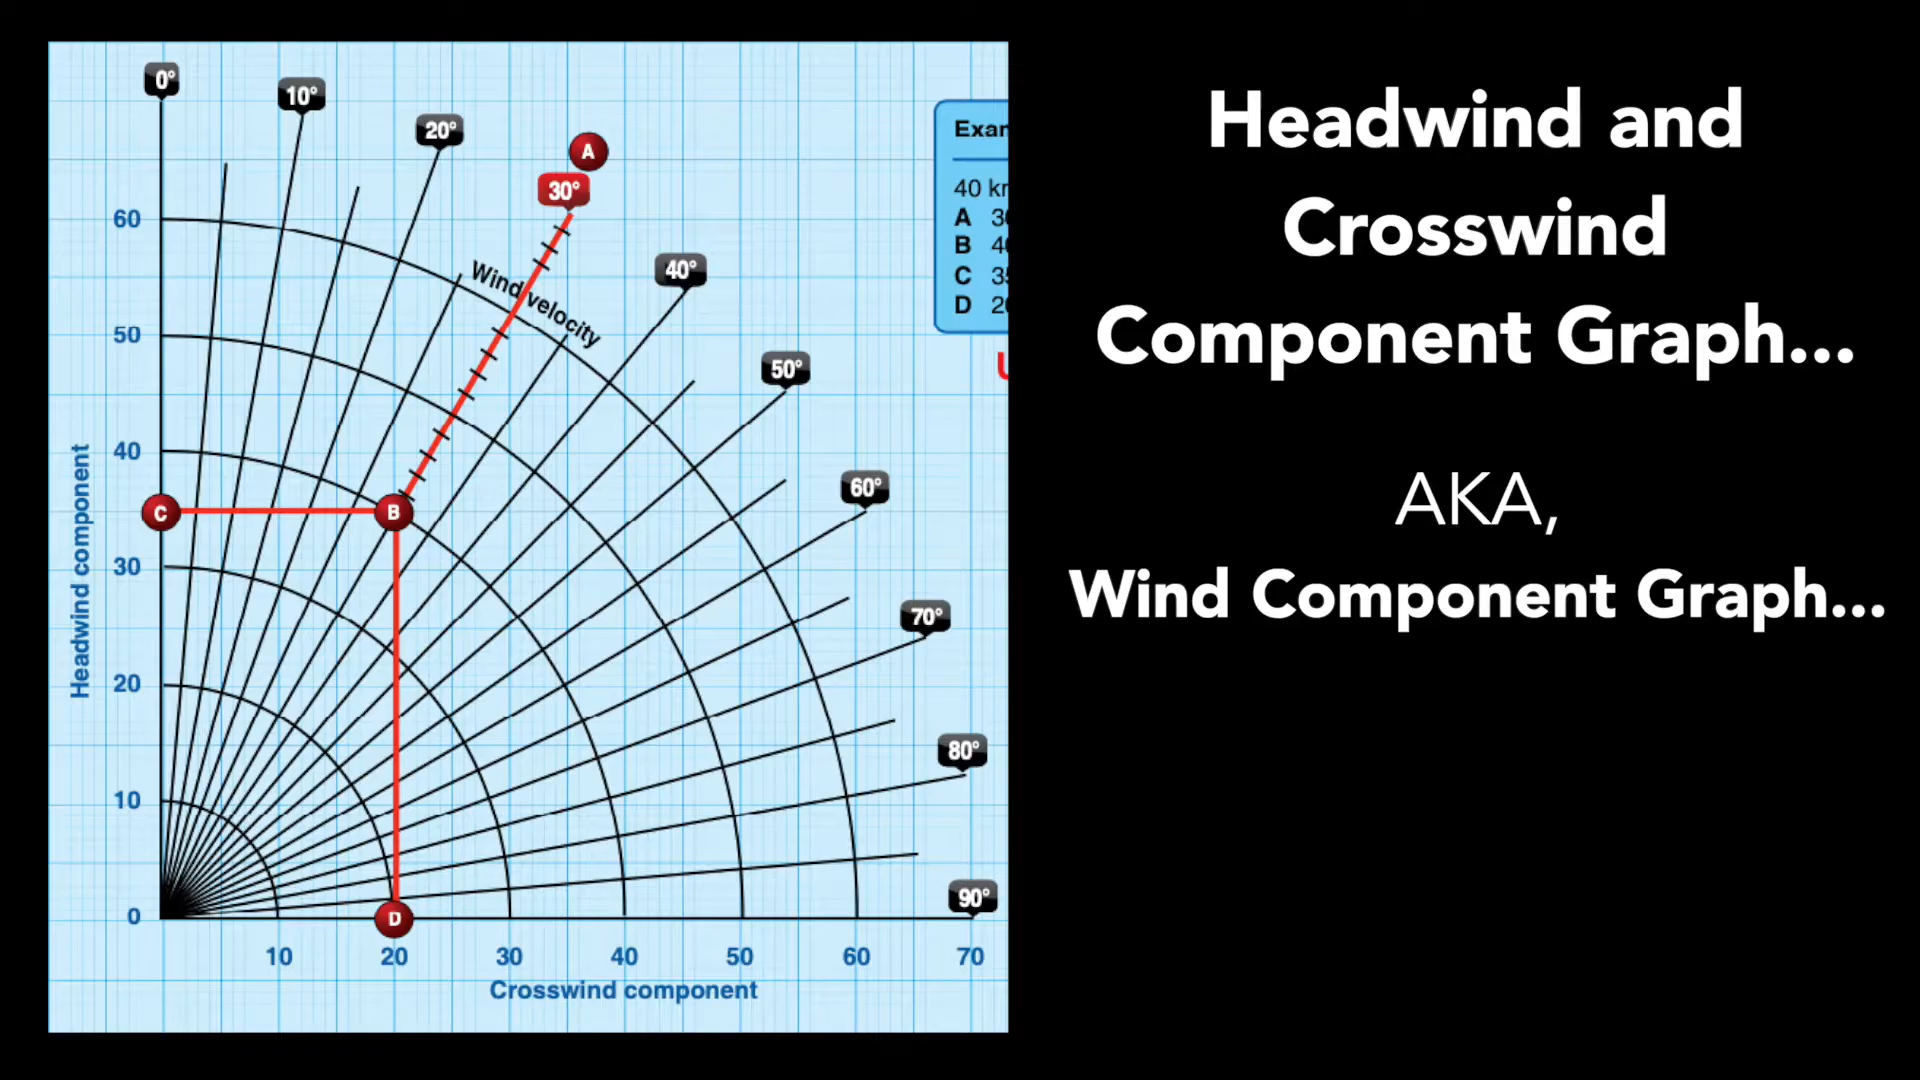 0°
10°
20°
A
30°
40°
50°
60°
70°
80°
90°
Wind velocity
60
50
40
30
20
10
0
C
B
D
Headwind component
10 20 30 40 50 60 70
Crosswind component
40
A
B
C
D
Headwind and
Crosswind
Component Graph...
AKA,
Wind Component Graph...